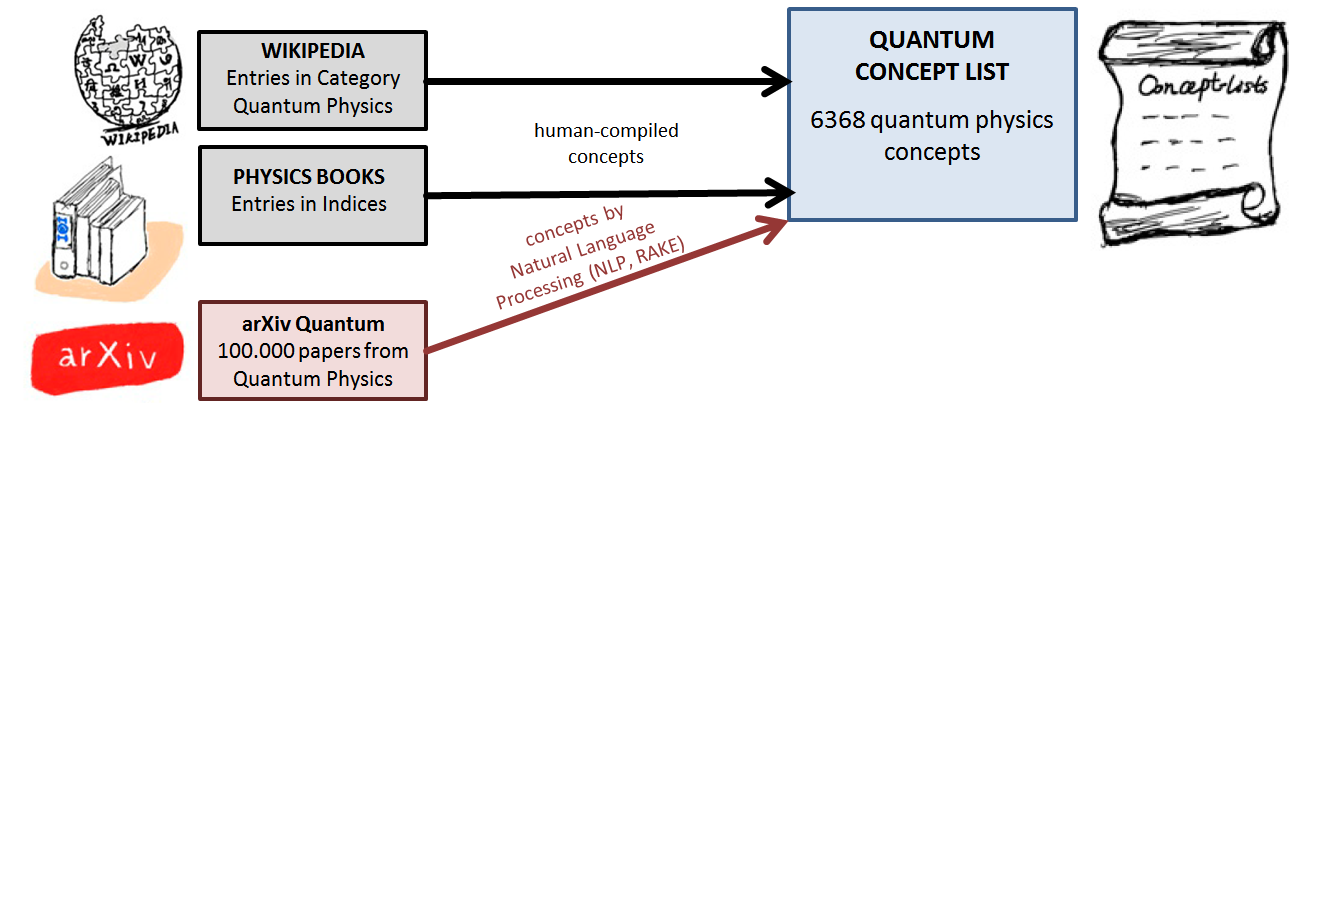 WIKIPEDIA
WIKIPEDIA
Entries in Category
Quantum Physics
PHYSICS BOOKS
Entries in Indices
arXiv
arXiv Quantum
100.000 papers from
Quantum Physics
human-compiled
concepts
concepts by
Natural Language
Processing (NLP, RAKE)
QUANTUM
CONCEPT LIST
6368 quantum physics
concepts
Concept-Lists